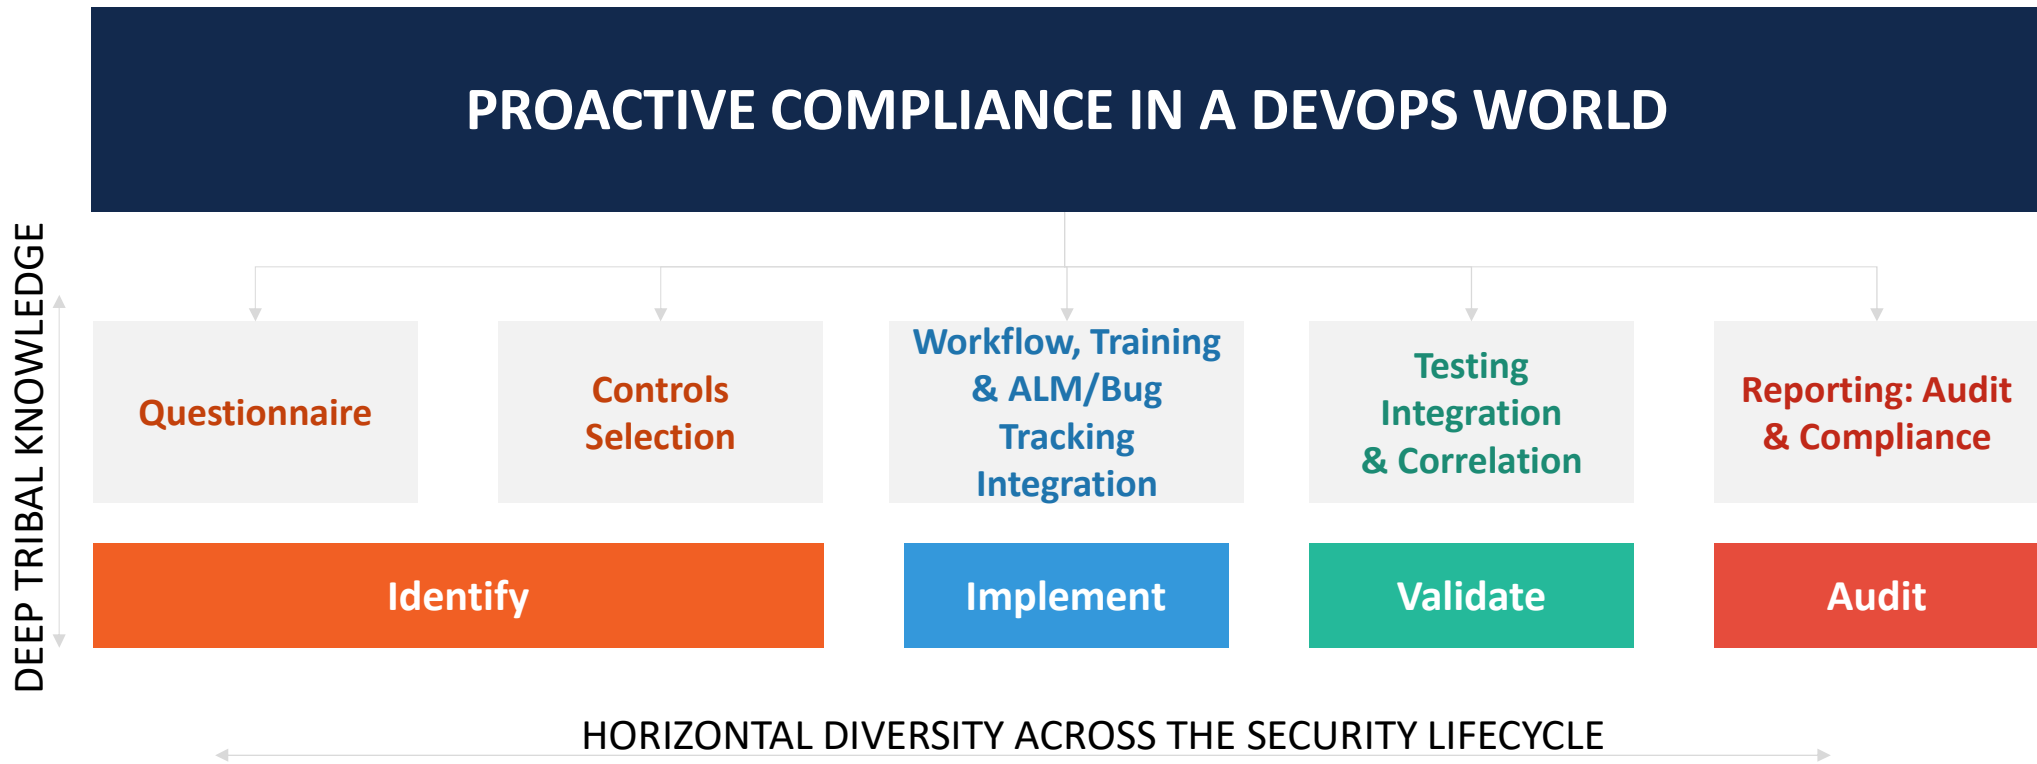 PROACTIVE COMPLIANCE IN A DEVOPS WORLD
DEEP TRIBAL KNOWLEDGE
Questionnaire
Controls
Selection
Workflow, Training
& ALM/Bug
Tracking
Integration
Testing
Integration
& Correlation
Reporting: Audit
& Compliance
Identify
Implement
Validate
Audit
HORIZONTAL DIVERSITY ACROSS THE SECURITY LIFECYCLE